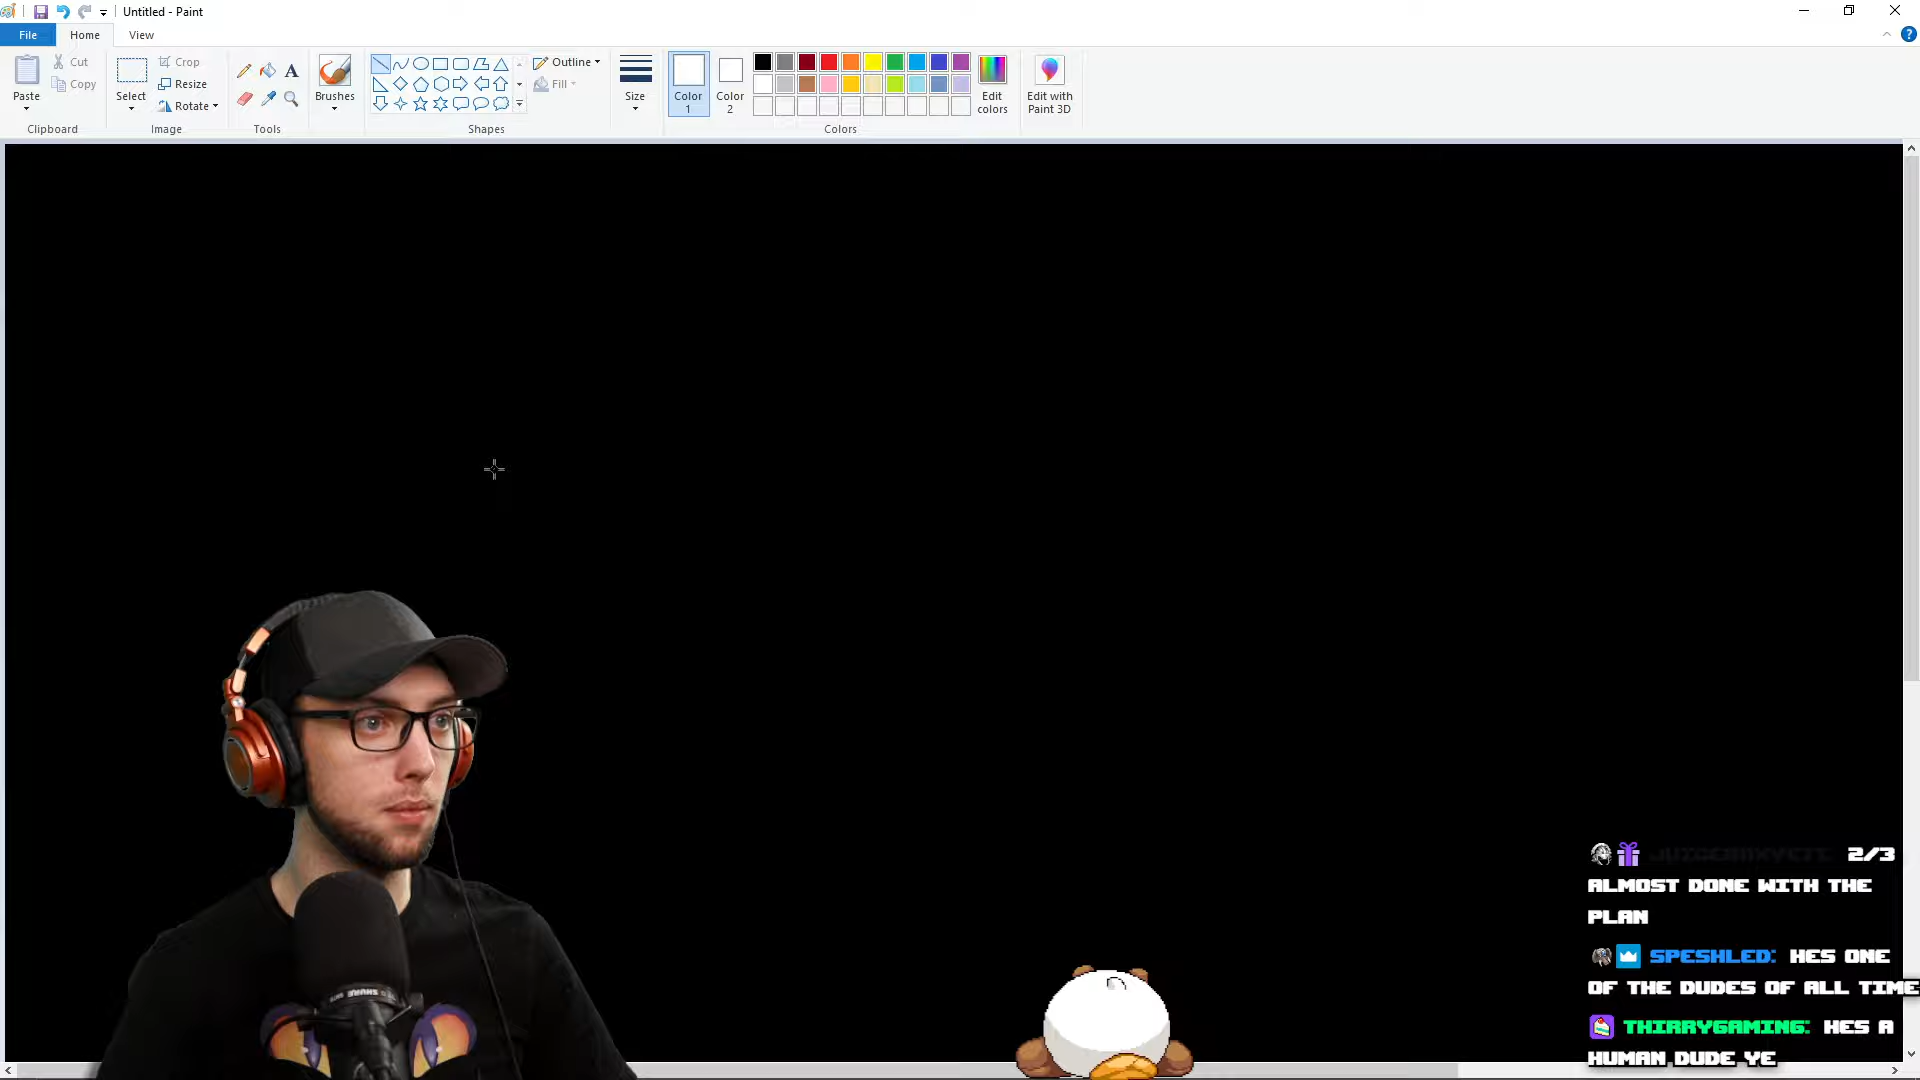 Untitled - Paint
File
Home
View
Paste
Cut
Copy
Clipboard
Select
Crop
Resize
Rotate
Image
A
Tools
Brushes
Shapes
Outline
Fill
Size
Color
1
Color
2
Colors
Edit
colors
Edit with
Paint 3D
?
2/3
ALMOST DONE WITH THE
PLAN
SPESHLED: HES ONE
OF THE DUDES OF ALL TIME
THIRRYGAMING: HES A
HUMAN DUDE YE